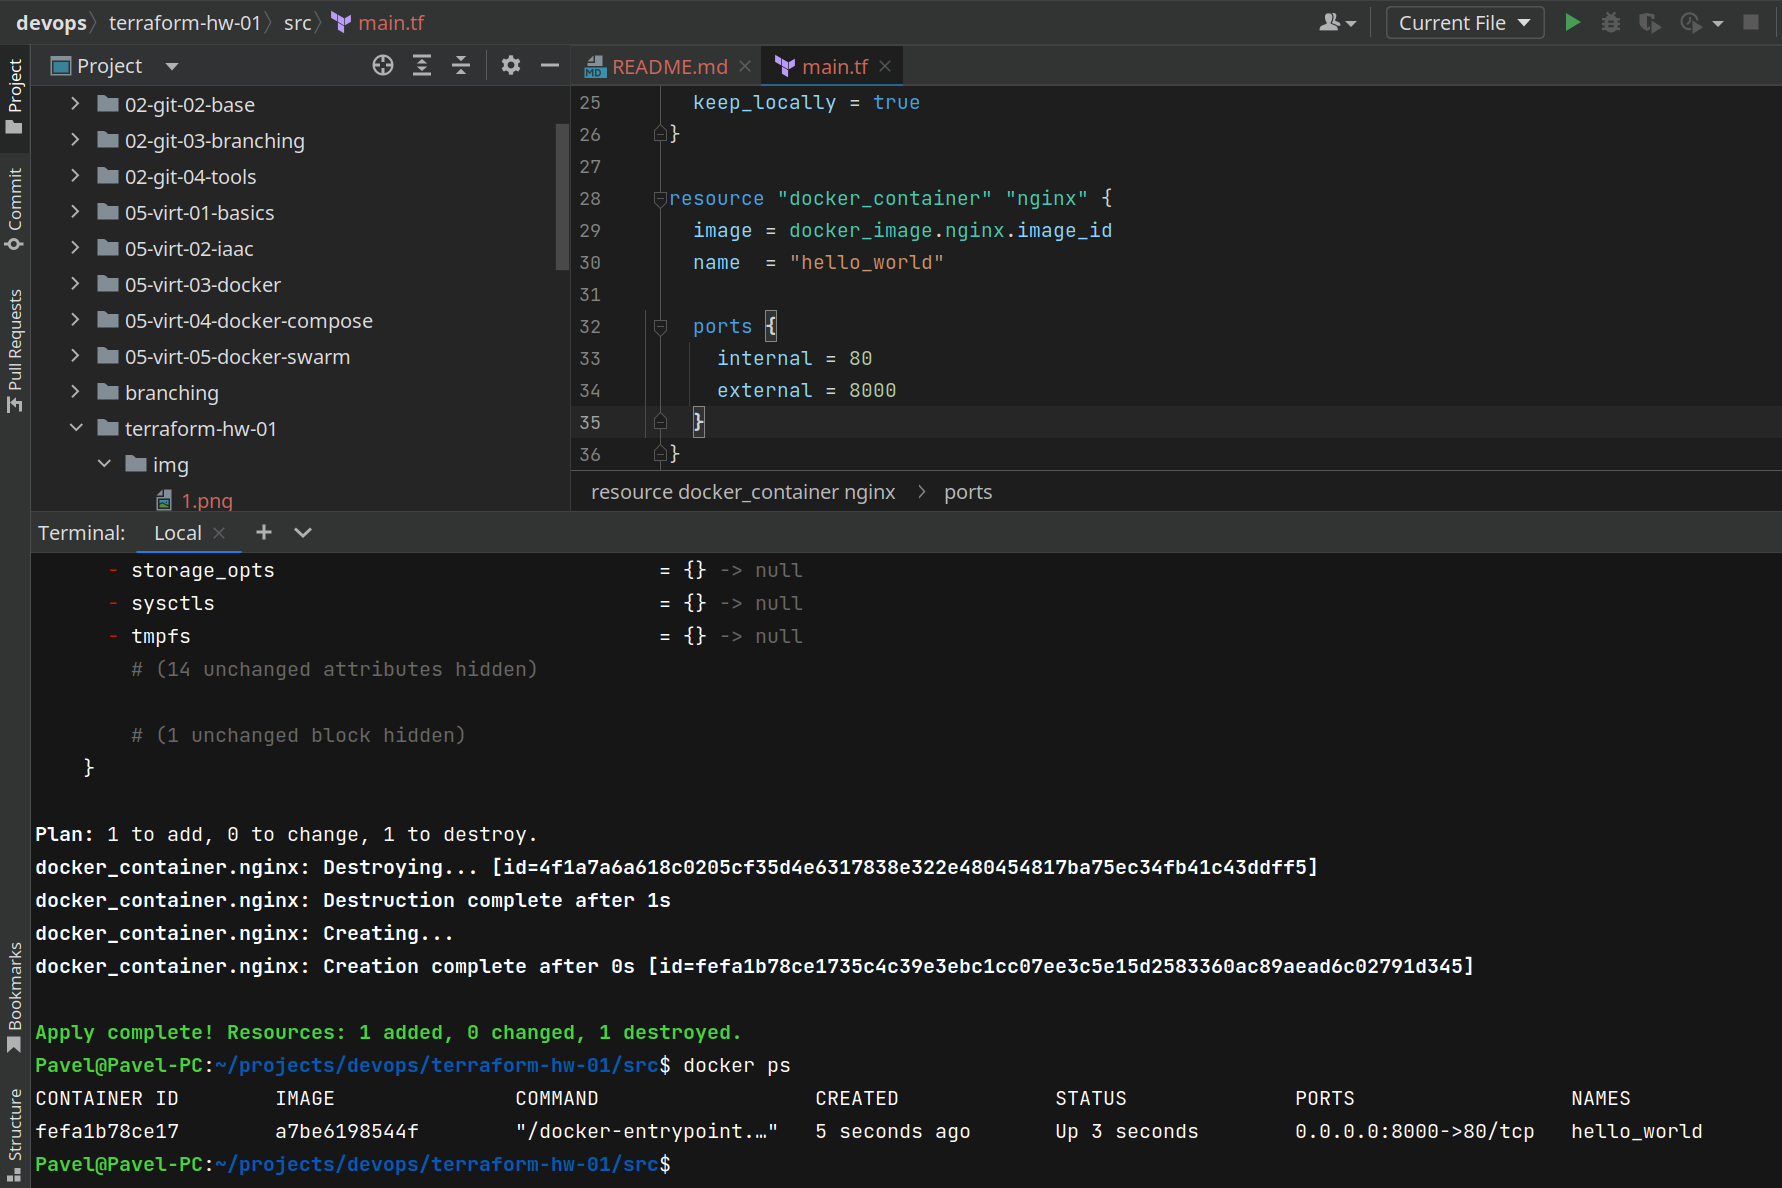 devops terraform-hw-01 src main.tf Current File
Project
Commit
Pull Requests
Bookmarks
Structure
Project
02-git-02-base
02-git-03-branching
02-git-04-tools
05-virt-01-basics
05-virt-02-iaac
05-virt-03-docker
05-virt-04-docker-compose
05-virt-05-docker-swarm
branching
terraform-hw-01
img
1.png
MD README.md main.tf
25 keep_locally = true
26 }
27
28 resource "docker_container" "nginx" {
29 image = docker_image.nginx.image_id
30 name  = "hello_world"
31
32 ports {
33 internal = 80
34 external = 8000
35 }
36 }
resource docker_container nginx > ports
Terminal: Local
- storage_opts = {} -> null
- sysctls = {} -> null
- tmpfs = {} -> null
# (14 unchanged attributes hidden)
# (1 unchanged block hidden)
}
Plan: 1 to add, 0 to change, 1 to destroy.
docker_container.nginx: Destroying... [id=4f1a7a6a618c0205cf35d4e6317838e322e480454817ba75ec34fb41c43ddff5]
docker_container.nginx: Destruction complete after 1s
docker_container.nginx: Creating...
docker_container.nginx: Creation complete after 0s [id=fefa1b78ce1735c4c39e3ebc1cc07ee3c5e15d2583360ac89aead6c02791d345]
Apply complete! Resources: 1 added, 0 changed, 1 destroyed.
Pavel@Pavel-PC:~/projects/devops/terraform-hw-01/src$ docker ps
CONTAINER ID IMAGE COMMAND CREATED STATUS PORTS NAMES
fefa1b78ce17 a7be6198544f "/docker-entrypoint.…" 5 seconds ago Up 3 seconds 0.0.0.0:8000->80/tcp hello_world
Pavel@Pavel-PC:~/projects/devops/terraform-hw-01/src$